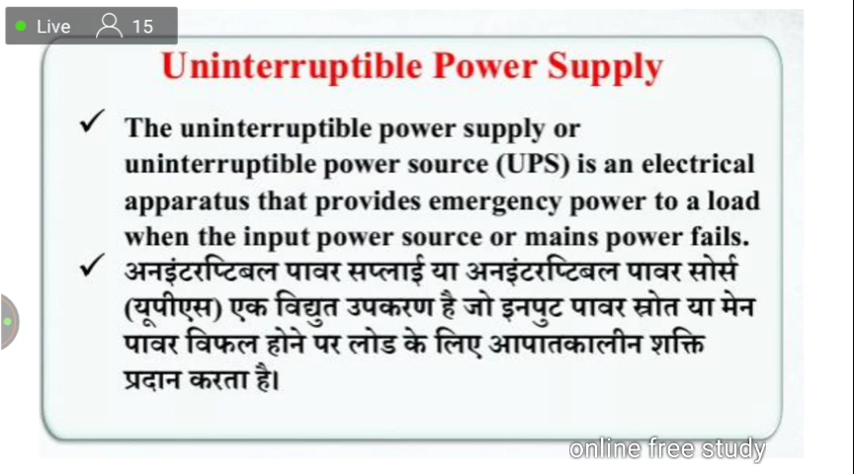 Live 15
Uninterruptible Power Supply
✓ The uninterruptible power supply or
uninterruptible power source (UPS) is an electrical
apparatus that provides emergency power to a load
when the input power source or mains power fails.
✓ अनइंटरप्टिबल पावर सप्लाई या अनइंटरप्टिबल पावर सोर्स
(यूपीएस) एक विद्युत उपकरण है जो इनपुट पावर स्रोत या मेन
पावर विफल होने पर लोड के लिए आपातकालीन शक्ति
प्रदान करता है।
online free study